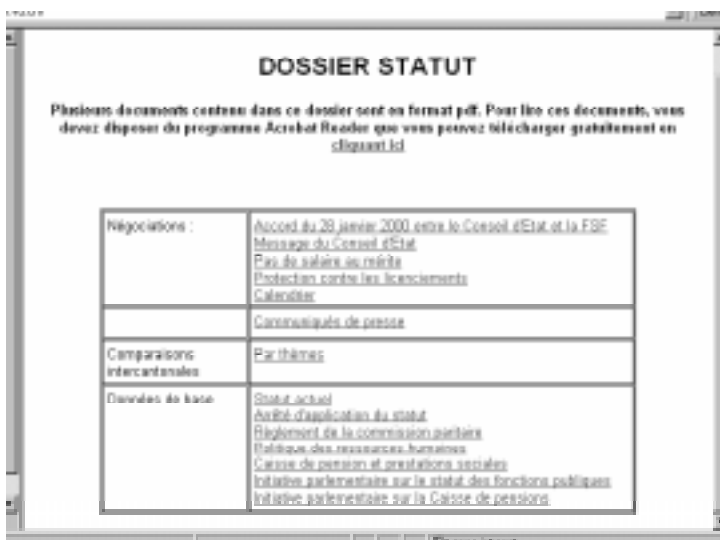 DOSSIER STATUT
Plusieurs documents contenu dans ce dossier sont en format pdf. Pour lire ces documents, vous
devez disposer du programme Acrobat Reader que vous pouvez télécharger gratuitement en
cliquant ici
Négociations :
Accord du 28 janvier 2000 entre le Conseil d'Etat et la FSF
Message du Conseil d'Etat
Pas de salaire au mérite
Protection contre les licenciements
Calendrier
Communiqués de presse
Comparaisons
intercantonales
Par thèmes
Données de base
Statut actuel
Arrêté d'application du statut
Règlement de la commission paritaire
Politique des ressources humaines
Caisse de pension et prestations sociales
Initiative parlementaire sur le statut des fonctions publiques
Initiative parlementaire sur la Caisse de pensions